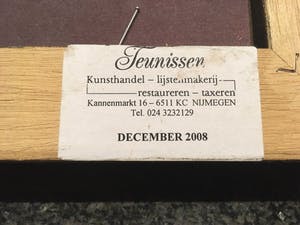 Teunissen
Kunsthandel – lijstenmakerij
restaureren – taxeren
Kannenmarkt 16 – 6511 KC NIJMEGEN
Tel. 024 3232129
DECEMBER 2008